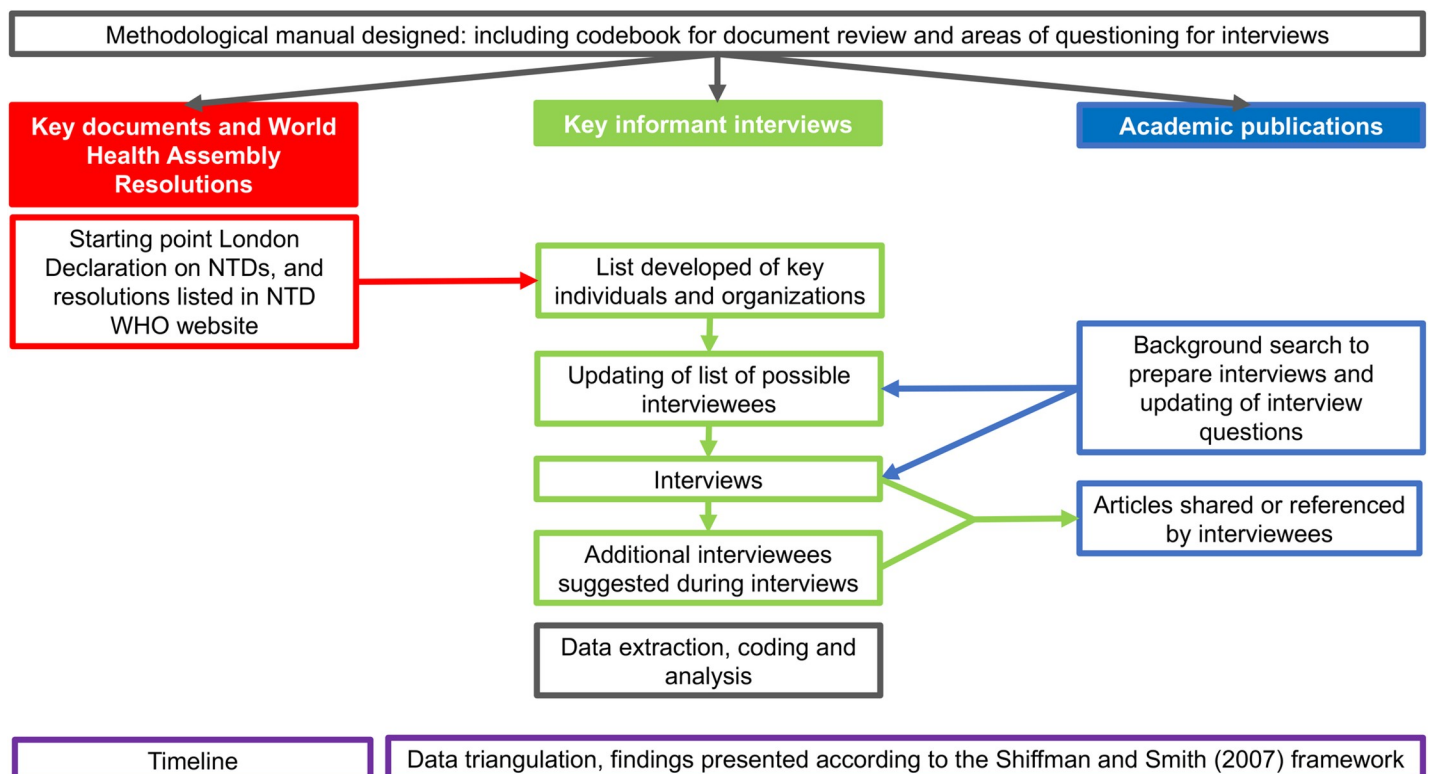 Methodological manual designed: including codebook for document review and areas of questioning for interviews
Key documents and World
Health Assembly
Resolutions
Key informant interviews
Academic publications
Starting point London
Declaration on NTDs, and
resolutions listed in NTD
WHO website
List developed of key
individuals and organizations
Updating of list of possible
interviewees
Background search to
prepare interviews and
updating of interview
questions
Interviews
Articles shared or referenced
by interviewees
Additional interviewees
suggested during interviews
Data extraction, coding and
analysis
Timeline
Data triangulation, findings presented according to the Shiffman and Smith (2007) framework